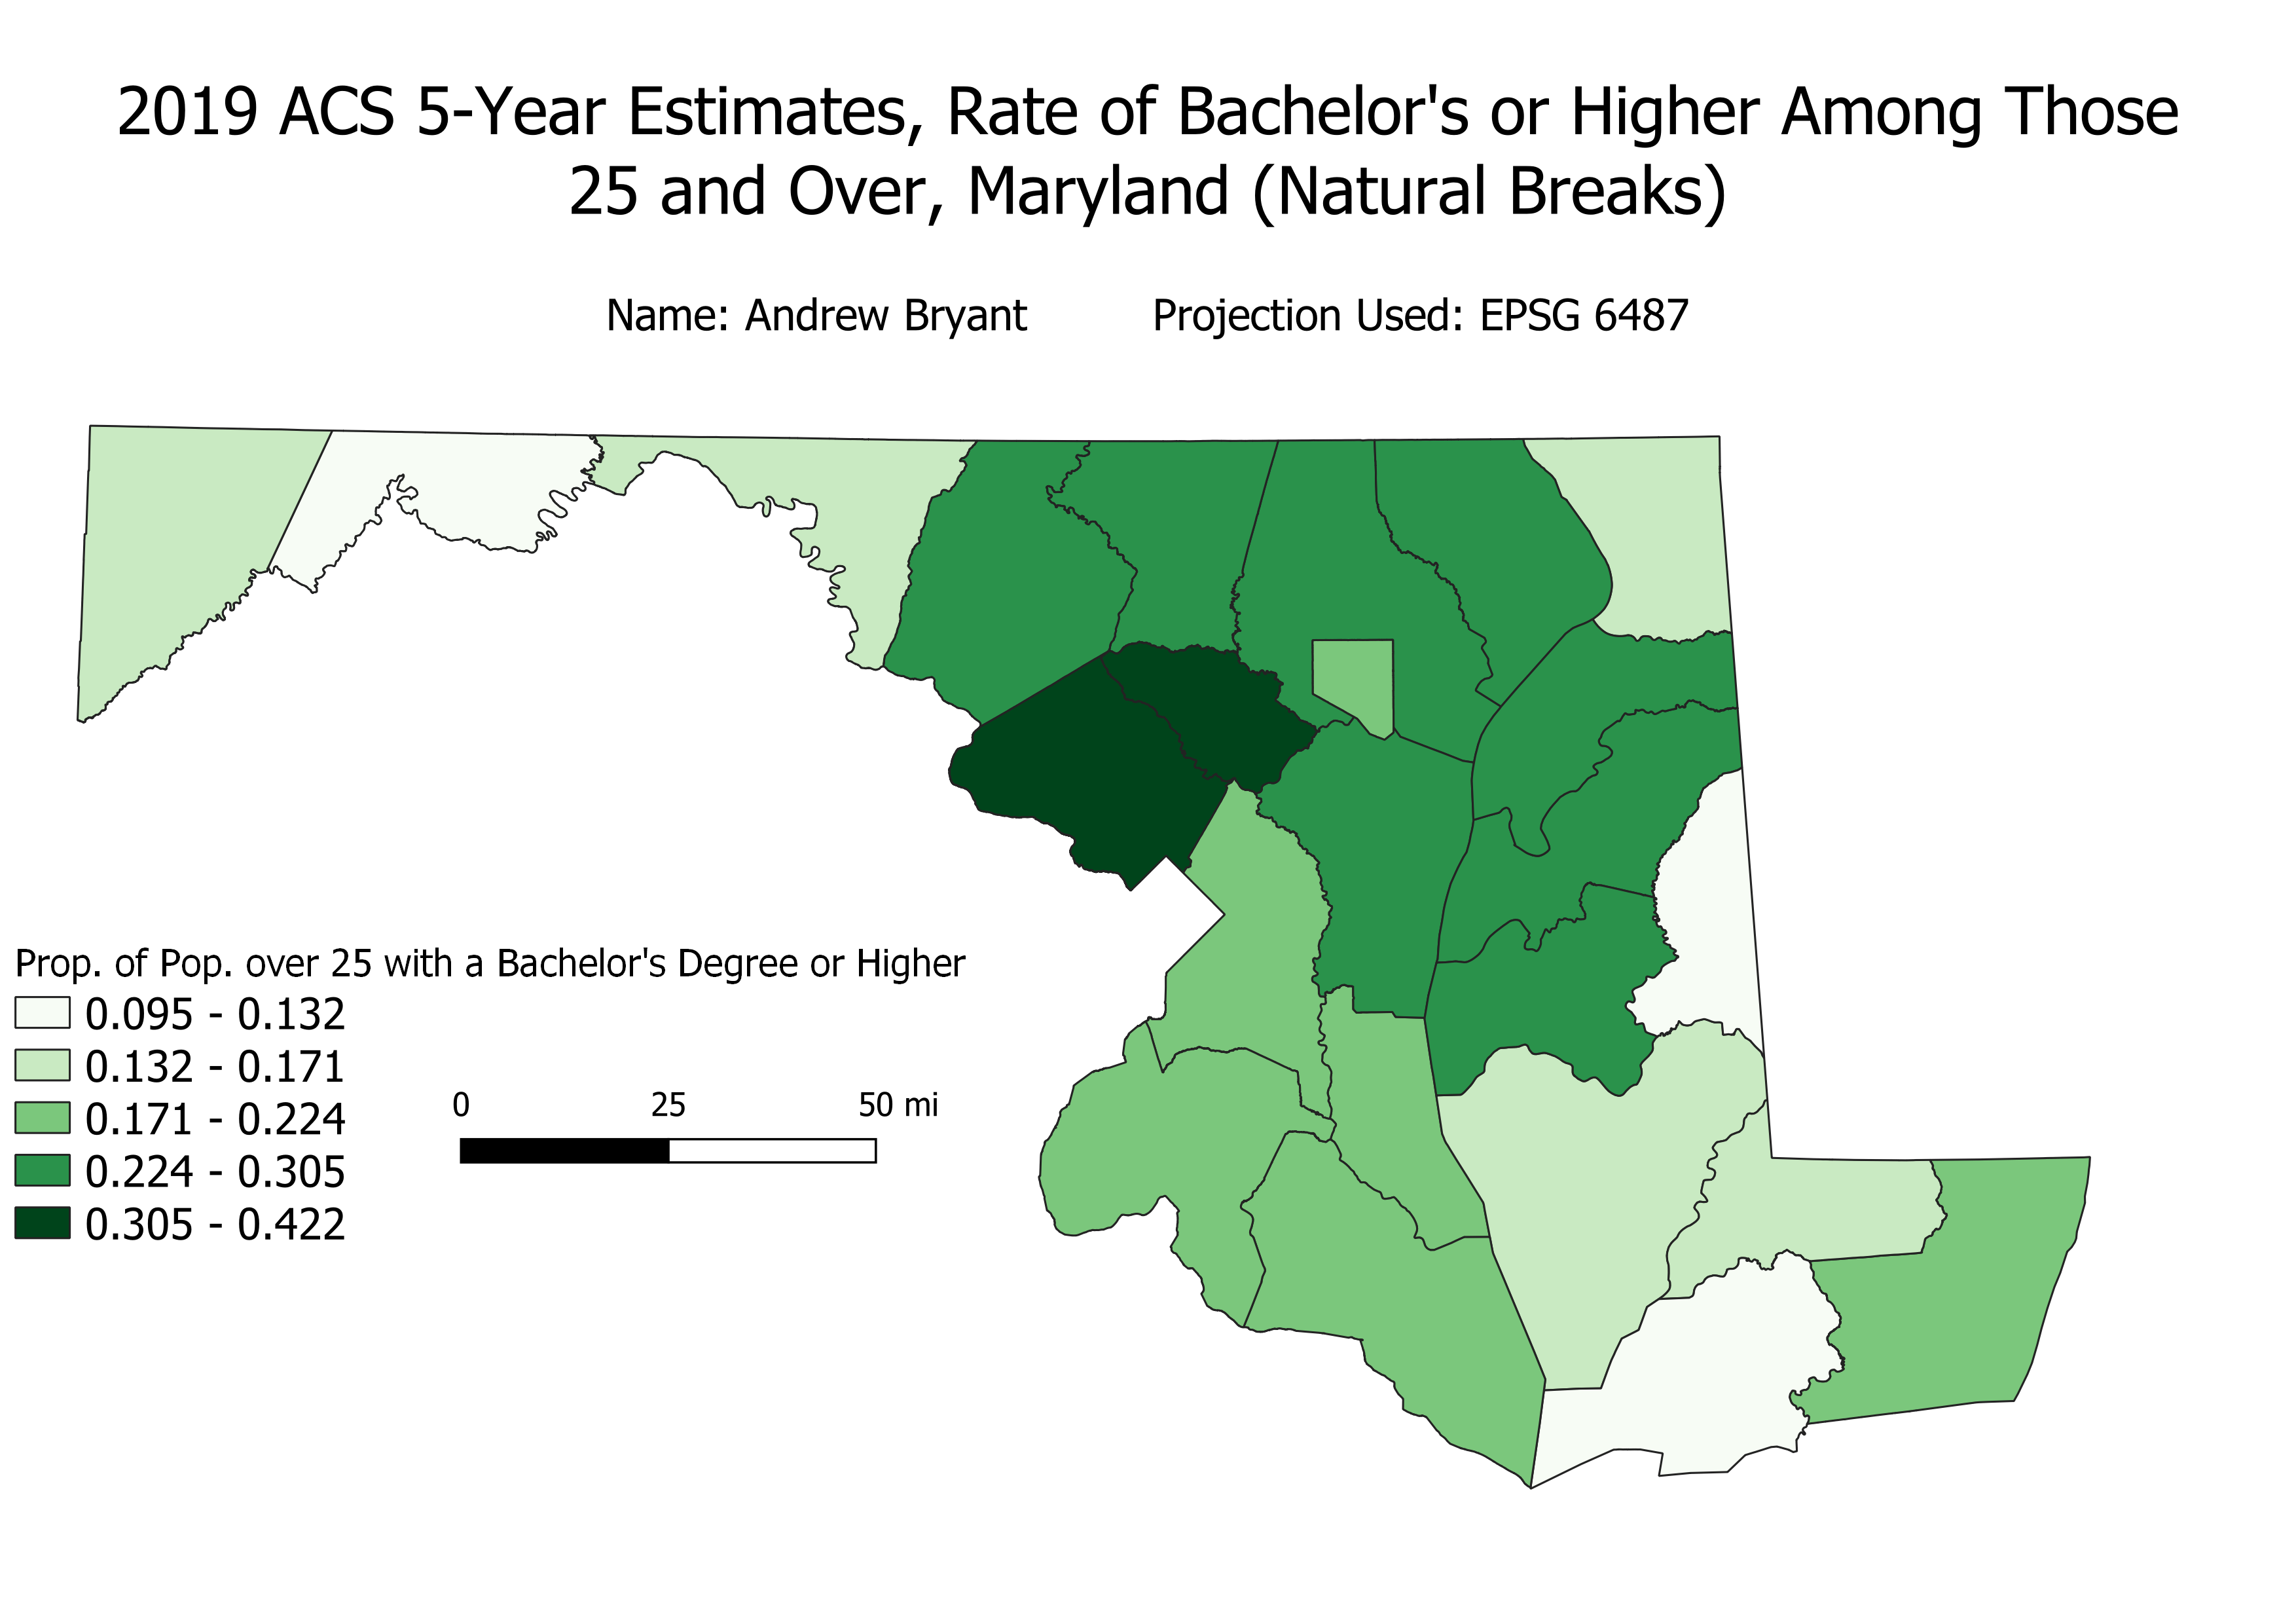 2019 ACS 5-Year Estimates, Rate of Bachelor's or Higher Among Those
25 and Over, Maryland (Natural Breaks)
Name: Andrew Bryant
Projection Used: EPSG 6487
Prop. of Pop. over 25 with a Bachelor's Degree or Higher
0.095 - 0.132
0.132 - 0.171
0.171 - 0.224
0.224 - 0.305
0.305 - 0.422
0 25 50 mi